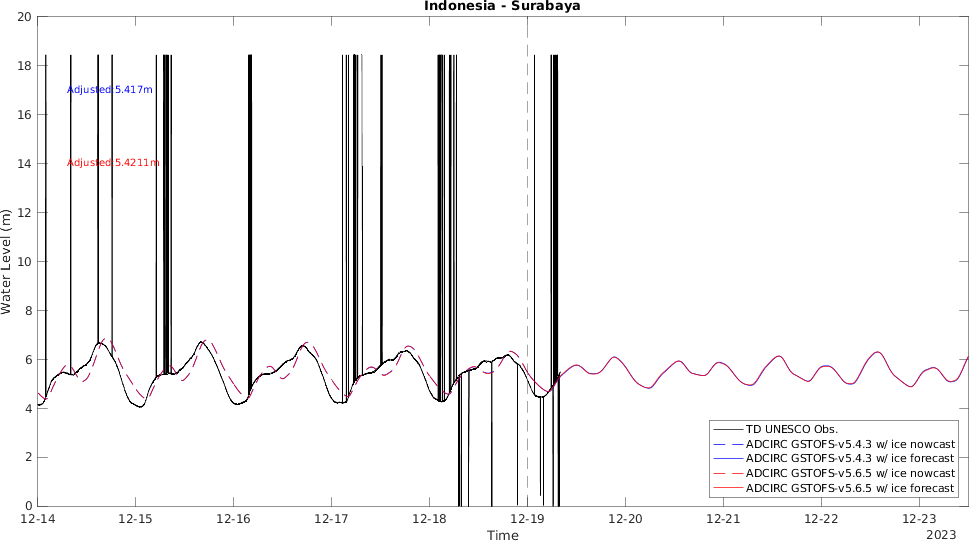 Indonesia - Surabaya
20
18
16
14
12
10
8
6
4
2
0
Water Level (m)
Adjusted:5.417m
Adjusted:5.4211m
TD UNESCO Obs.
ADCIRC GSTOFS-v5.4.3 w/ ice nowcast
ADCIRC GSTOFS-v5.4.3 w/ ice forecast
ADCIRC GSTOFS-v5.6.5 w/ ice nowcast
ADCIRC GSTOFS-v5.6.5 w/ ice forecast
12-14 12-15 12-16 12-17 12-18 12-19 12-20 12-21 12-22 12-23
Time
2023